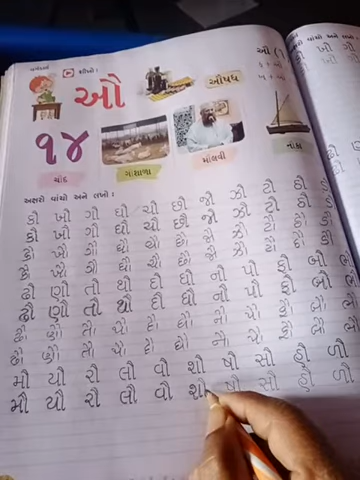 શીખો :
ઔ
ઔષધ
૧૪
ચાંદ
ગૌશાળા
મૌલવી
નૌકા
અક્ષરો વાંચો અને લખો :
કૌ ખૌ ગૌ ઘૌ ચૌ છૌ જૌ ઝૌ ટૌ ઠૌ ડૌ
કૌ ખૌ ગૌ ઘૌ ચૌ છૌ જૌ ઝૌ ટૌ ઠૌ ડૌ
કૌ ખૌ ગૌ ઘૌ ચૌ છૌ જૌ ઝૌ ટૌ ઠૌ ડૌ
કૌ ખૌ ગૌ ઘૌ ચૌ છૌ જૌ ઝૌ ટૌ ઠૌ ડૌ
ઢૌ ણૌ તૌ થૌ દૌ ધૌ નૌ પૌ ફૌ બૌ
ઢૌ ણૌ તૌ થૌ દૌ ધૌ નૌ પૌ ફૌ બૌ
ઢૌ ણૌ તૌ થૌ દૌ ધૌ નૌ પૌ ફૌ બૌ ભૌ
ઢૌ ણૌ તૌ થૌ દૌ ધૌ નૌ પૌ ફૌ બૌ ભૌ
મૌ યૌ રૌ લૌ વૌ શૌ ષૌ સૌ હૌ ળૌ
મૌ યૌ રૌ લૌ વૌ શૌ ષૌ સૌ હૌ ળૌ